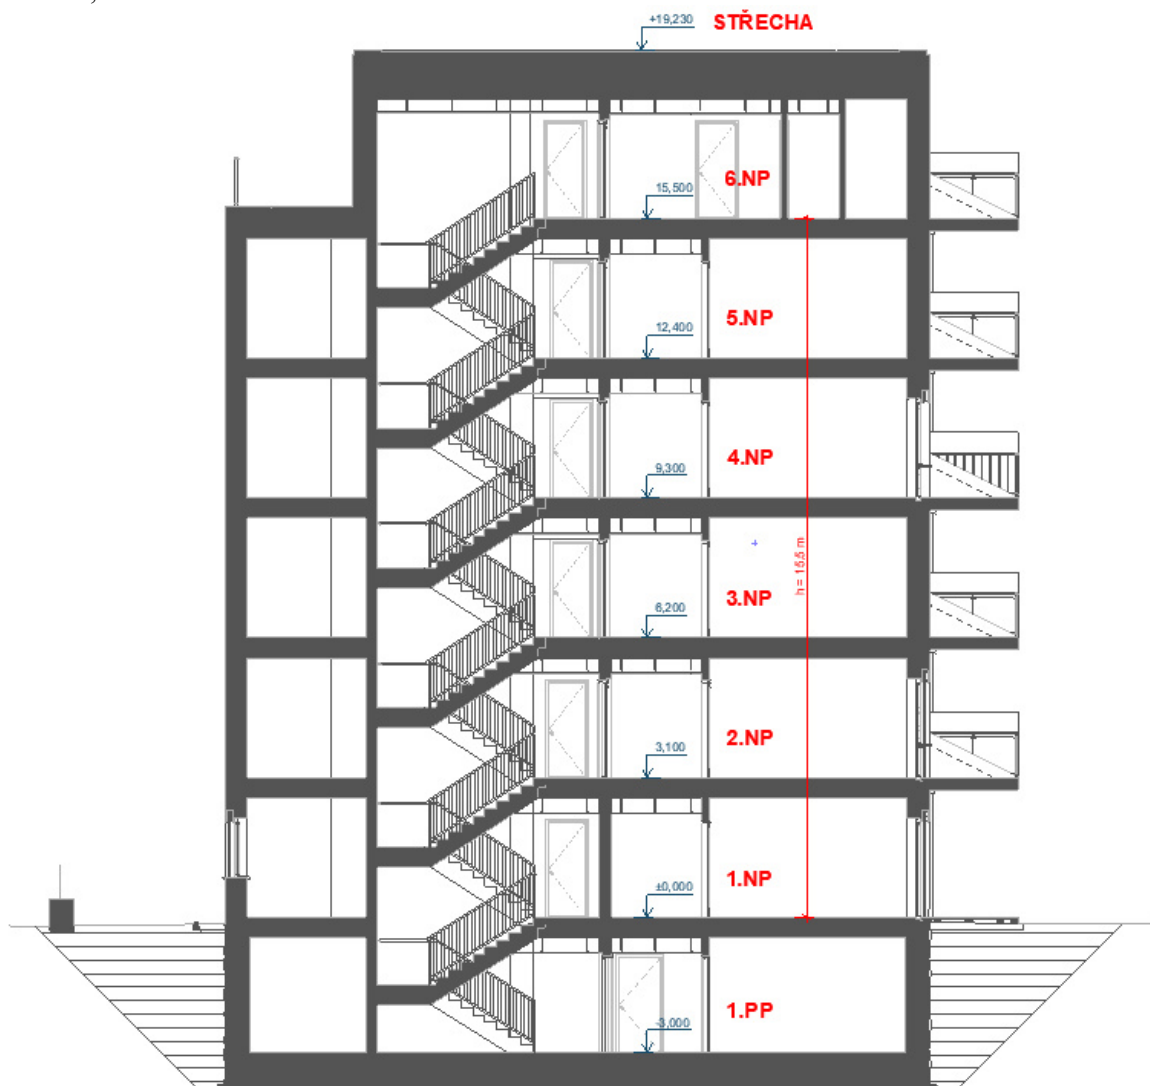 +19,230 STŘECHA
6.NP
15,500
5.NP
12,400
4.NP
9,300
h = 15,5 m
3.NP
6,200
2.NP
3,100
1.NP
±0,000
1.PP
-3,000